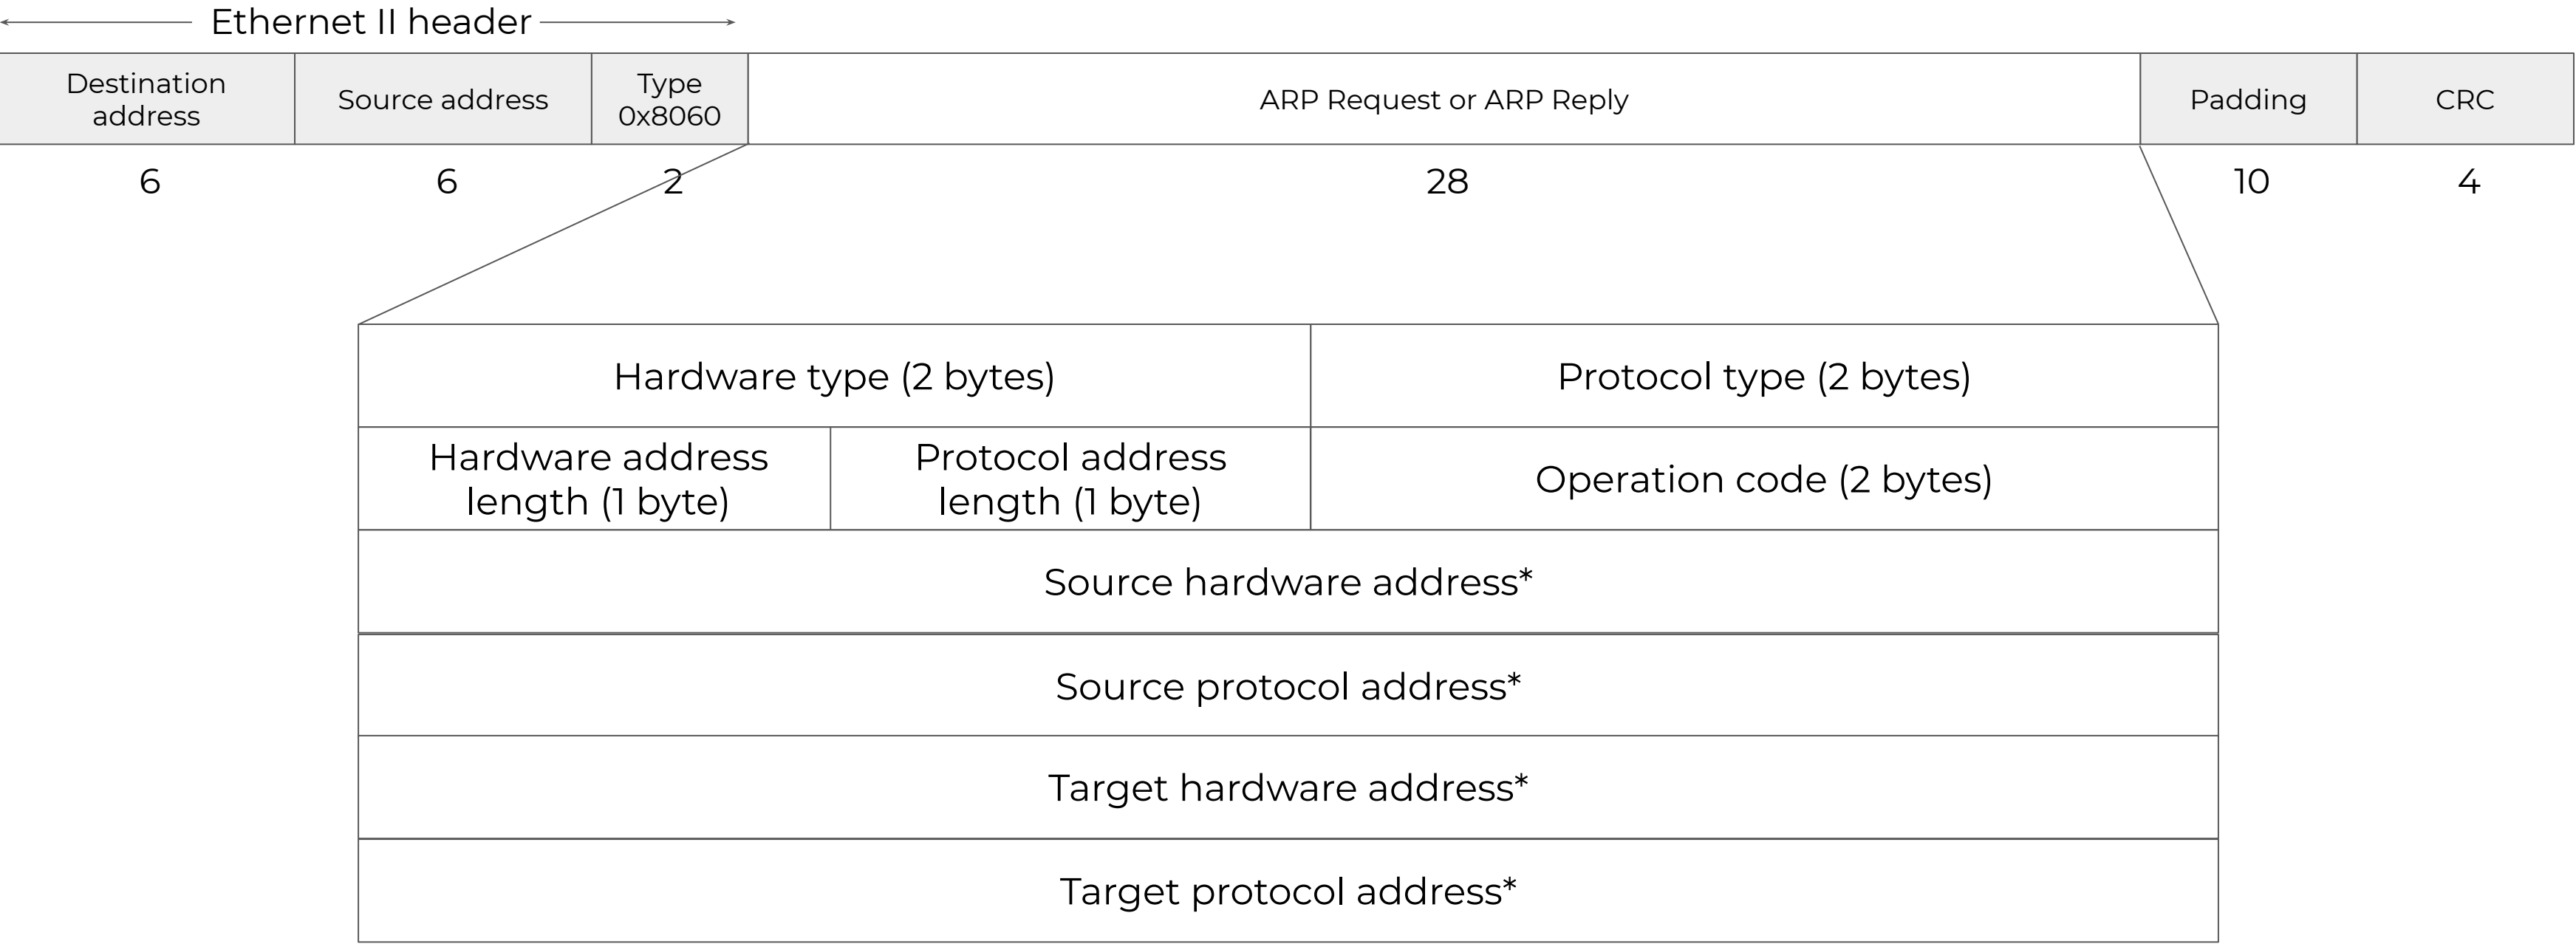 Ethernet II header
Destination
address
Source address
Type
0x8060
ARP Request or ARP Reply
Padding
CRC
6
6
2
28
10
4
Hardware type (2 bytes)
Protocol type (2 bytes)
Hardware address
length (1 byte)
Protocol address
length (1 byte)
Operation code (2 bytes)
Source hardware address*
Source protocol address*
Target hardware address*
Target protocol address*